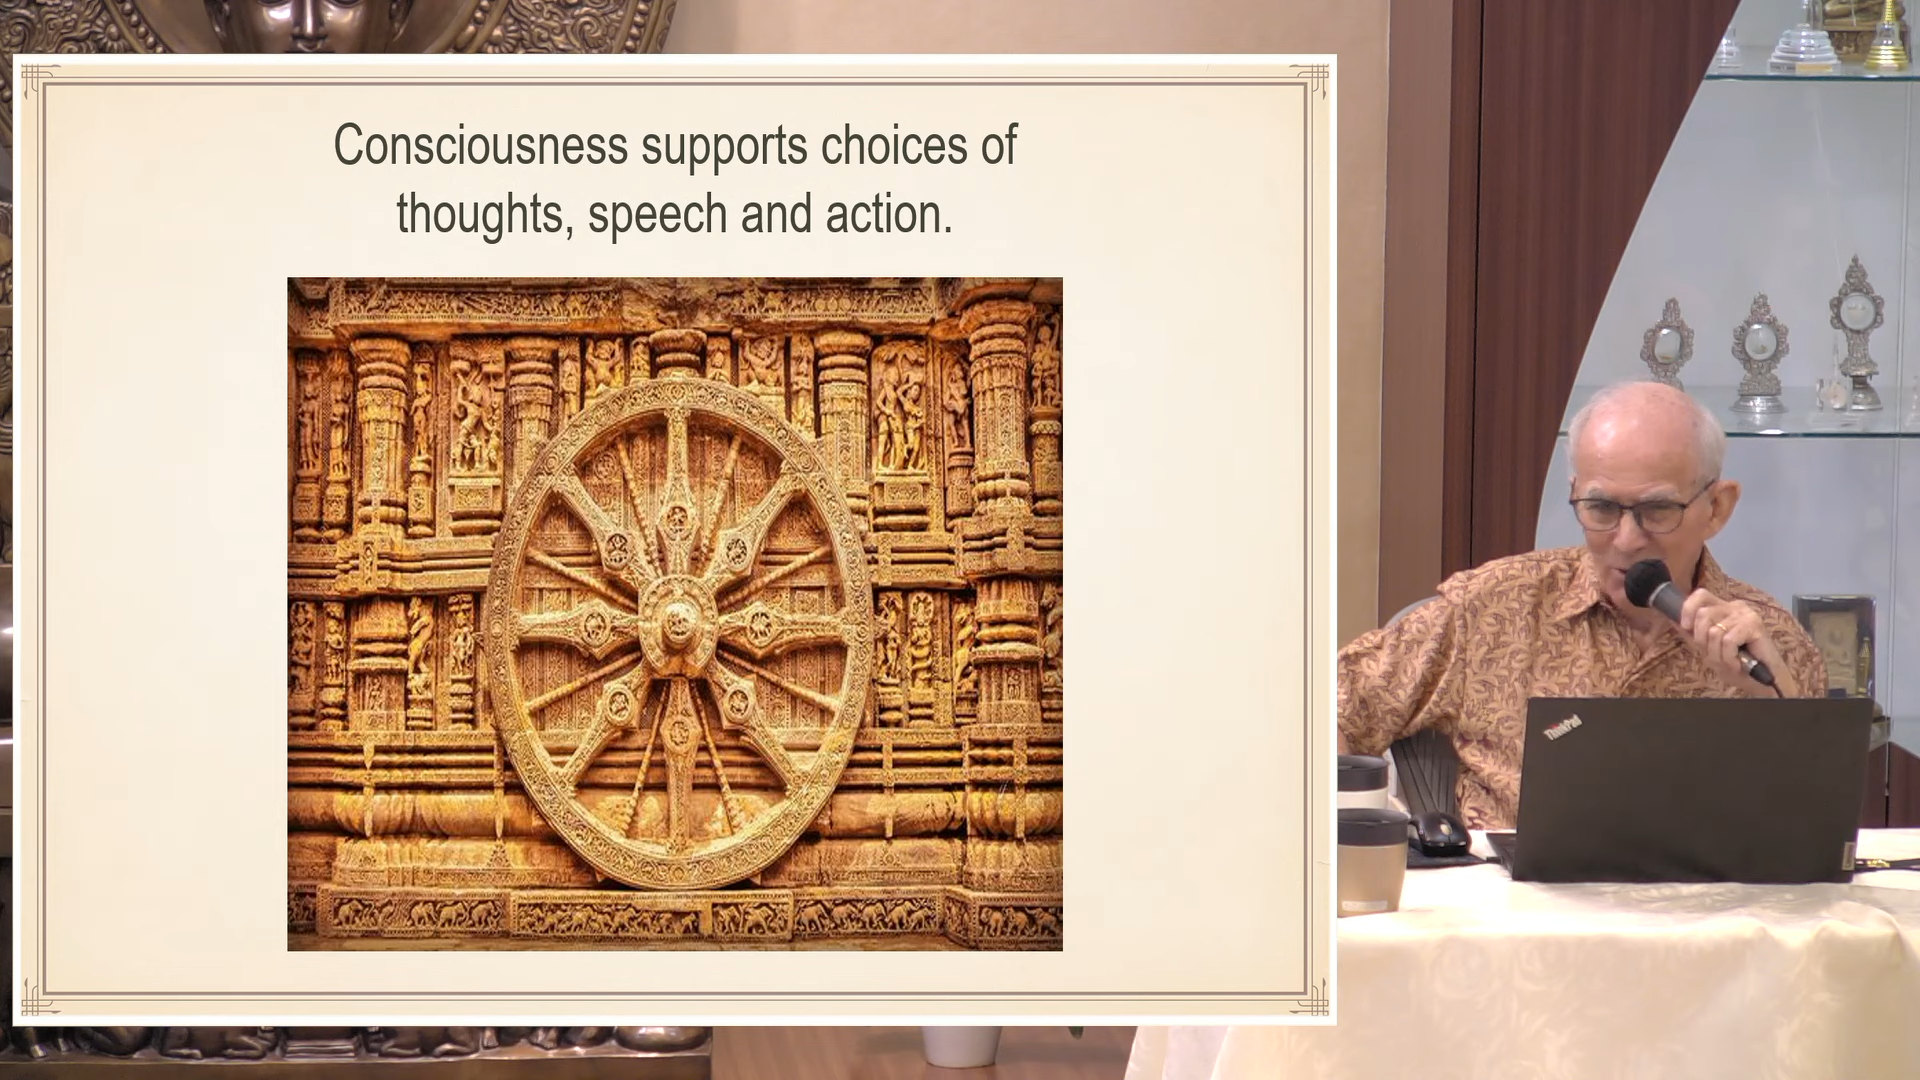 Consciousness supports choices of
thoughts, speech and action.
ThinkPad